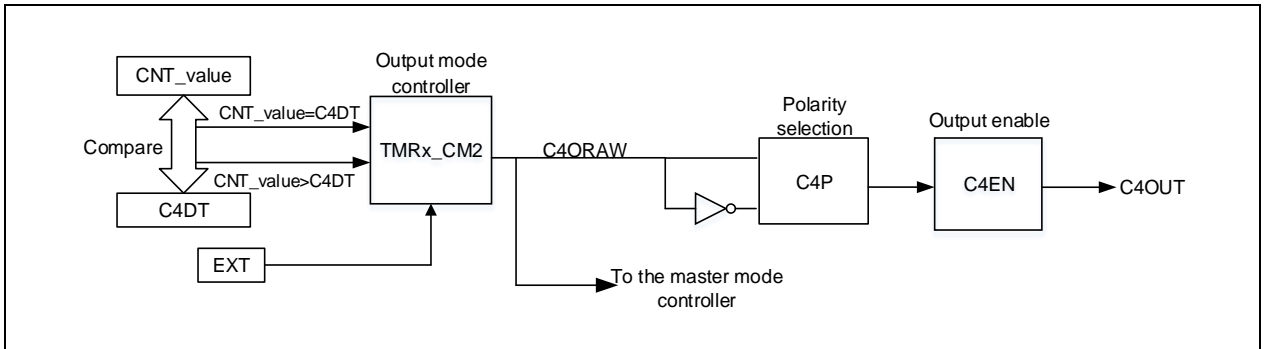 Output mode
controller
CNT_value
CNT_value=C4DT
Compare
CNT_value>C4DT
C4DT
TMRx_CM2
EXT
C4ORAW
To the master mode
controller
Polarity
selection
C4P
Output enable
C4EN
C4OUT